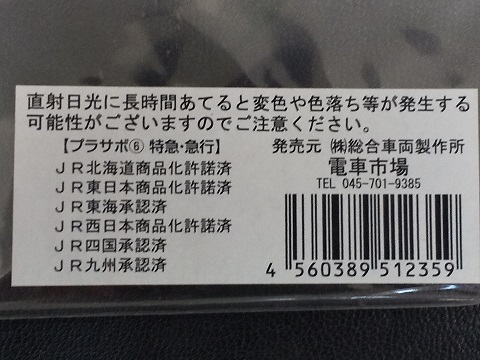 直射日光に長時間あてると変色や色落ち等が発生する
可能性がございますのでご注意ください。
【プラサボ⑥ 特急・急行】
ＪＲ北海道商品化許諾済
ＪＲ東日本商品化許諾済
ＪＲ東海承認済
ＪＲ西日本商品化許諾済
ＪＲ四国承認済
ＪＲ九州承認済
発売元 ㈱総合車両製作所
電車市場
TEL 045-701-9385
4 560389 512359